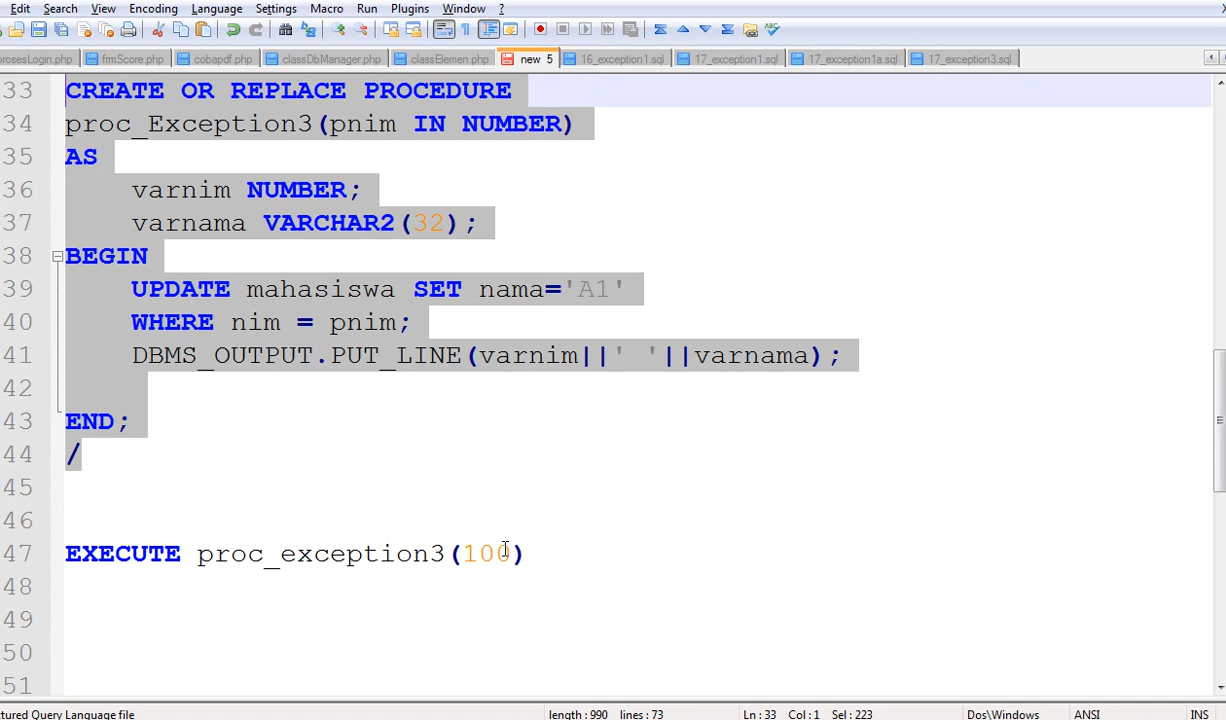 Edit Search View Encoding Language Settings Macro Run Plugins Window ?
prosesLogin.php frmScore.php cobapdf.php classDbManager.php classElemen.php new 5 16_exception1.sql 17_exception1.sql 17_exception1a.sql 17_exception3.sql
33 CREATE OR REPLACE PROCEDURE
34 proc_Exception3(pnim IN NUMBER)
35 AS
36 varnim NUMBER;
37 varnama VARCHAR2(32);
38 BEGIN
39 UPDATE mahasiswa SET nama='A1'
40 WHERE nim = pnim;
41 DBMS_OUTPUT.PUT_LINE(varnim||' '||varnama);
42
43 END;
44 /
45
46
47 EXECUTE proc_exception3(100)
48
49
50
51
ctured Query Language file length : 990 lines : 73 Ln : 33 Col : 1 Sel : 223 Dos\Windows ANSI INS